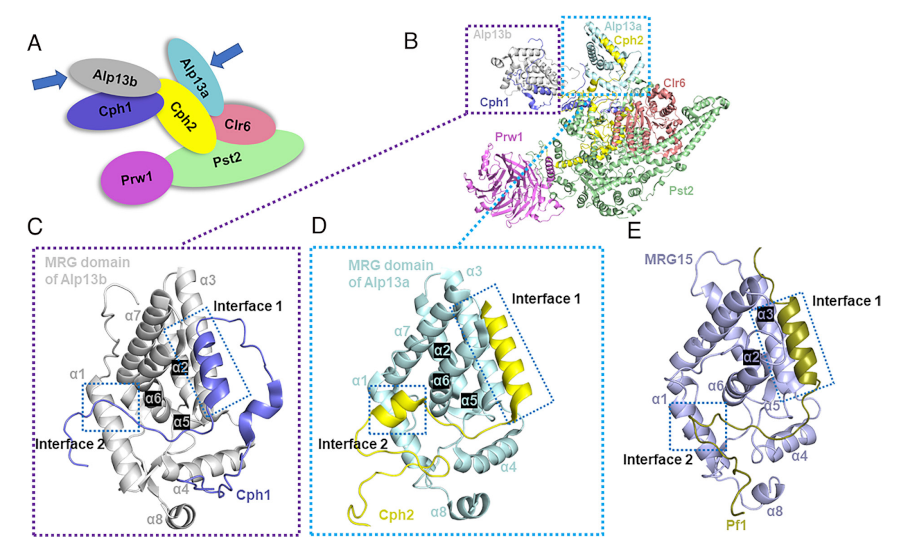 A
Alp13b
Alp13a
Cph1
Cph2
Clr6
Pst2
Prw1
B
Alp13b
Alp13a
Cph2
Cph1
Clr6
Prw1
Pst2
C
MRG domain
of Alp13b
α3
Interface 1
α7
α2
α1
α6
α5
Interface 2
α4
Cph1
α8
D
MRG domain
of Alp13a
α3
Interface 1
α7
α2
α1
α6
α5
Interface 2
α4
Cph2
α8
E
MRG15
Interface 1
α3
α2
α6
α1
α5
Interface 2
α4
α8
Pf1